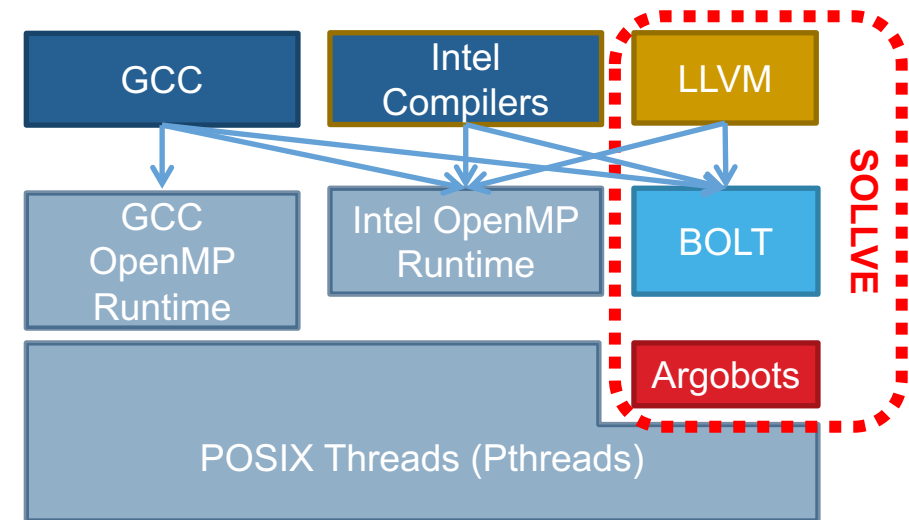 GCC
Intel
Compilers
LLVM
SOLLVE
GCC
OpenMP
Runtime
Intel OpenMP
Runtime
BOLT
Argobots
POSIX Threads (Pthreads)